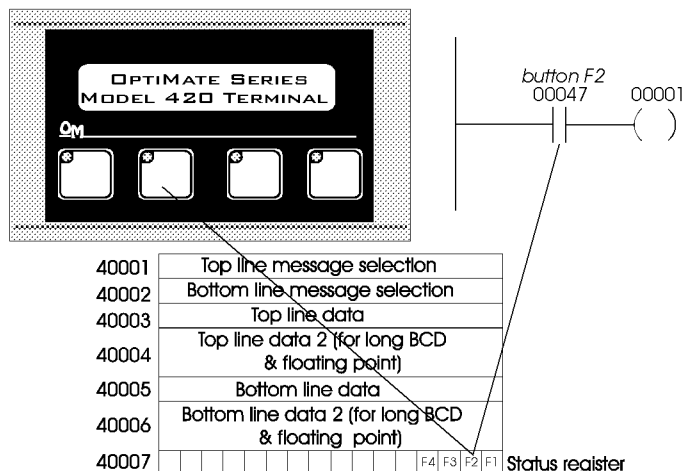 OPTIMATE SERIES
MODEL 420 TERMINAL
OM
button F2
00047
00001
40001 Top line message selection
40002 Bottom line message selection
40003 Top line data
40004 Top line data 2 (for long BCD
& floating point)
40005 Bottom line data
40006 Bottom line data 2 (for long BCD
& floating point)
40007 F4 F3 F2 F1 Status register